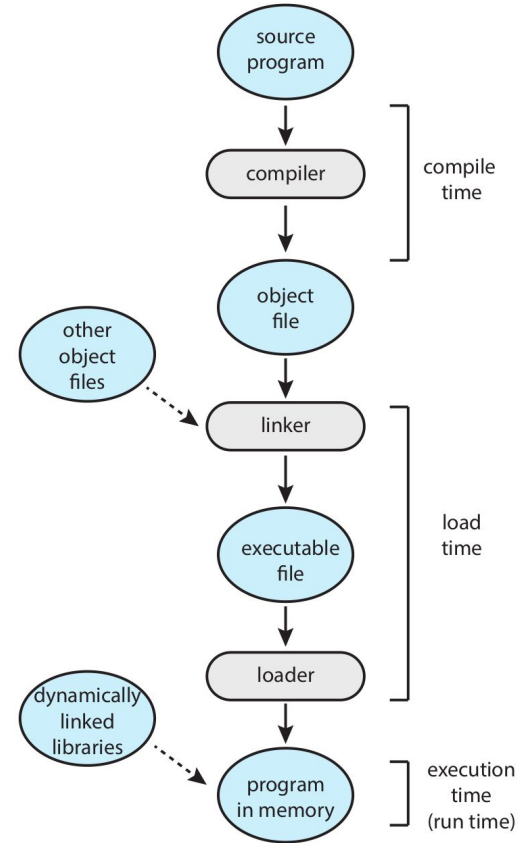 source
program
compiler
compile
time
object
file
other
object
files
linker
load
time
executable
file
loader
dynamically
linked
libraries
program
in memory
execution
time
(run time)